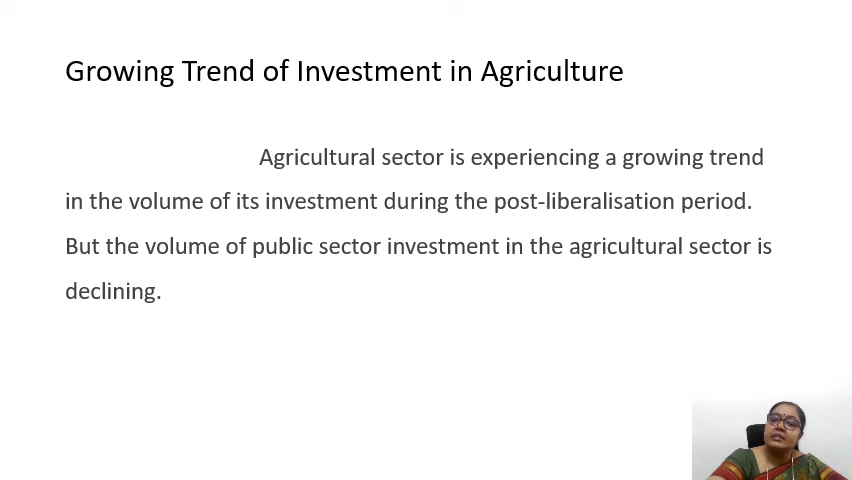 Growing Trend of Investment in Agriculture
Agricultural sector is experiencing a growing trend
in the volume of its investment during the post-liberalisation period.
But the volume of public sector investment in the agricultural sector is
declining.